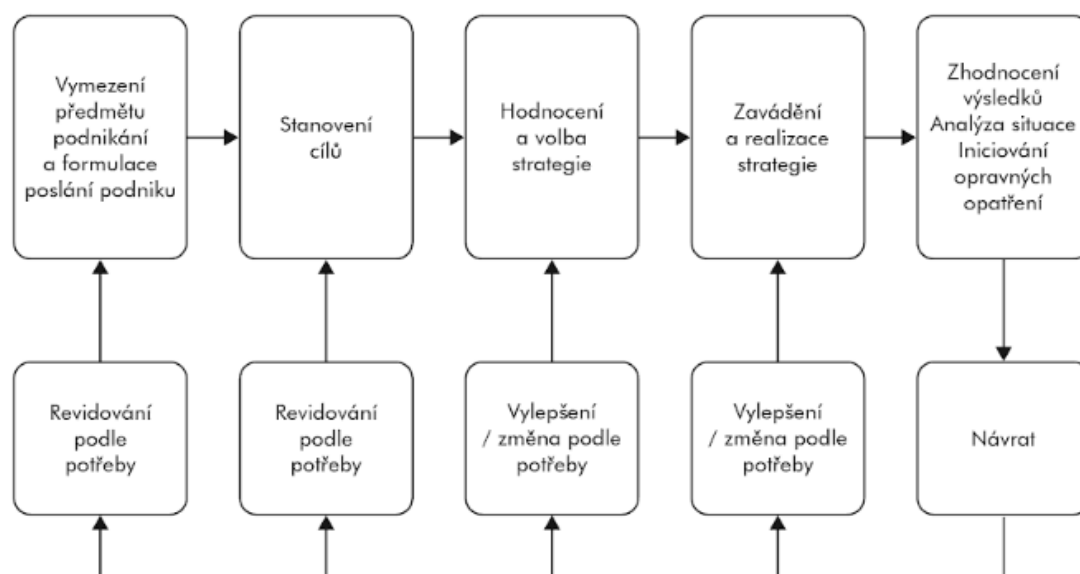 Vymezení
předmětu
podnikání
a formulace
poslání podniku
Stanovení
cílů
Hodnocení
a volba
strategie
Zavádění
a realizace
strategie
Zhodnocení
výsledků
Analýza situace
Iniciování
opravných
opatření
Revidování
podle
potřeby
Revidování
podle
potřeby
Vylepšení
/ změna podle
potřeby
Vylepšení
/ změna podle
potřeby
Návrat